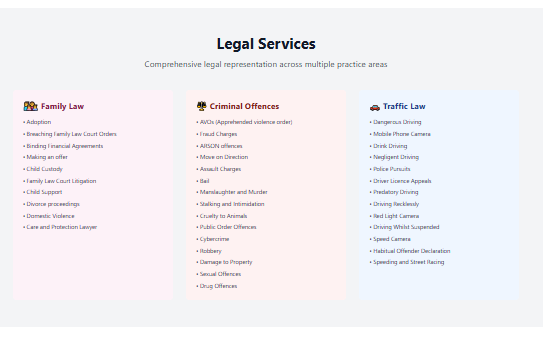 Legal Services
Comprehensive legal representation across multiple practice areas
Family Law
• Adoption
• Breaching Family Law Court Orders
• Binding Financial Agreements
• Making an offer
• Child Custody
• Family Law Court Litigation
• Child Support
• Divorce proceedings
• Domestic Violence
• Care and Protection Lawyer
Criminal Offences
• AVOs (Apprehended violence order)
• Fraud Charges
• ARSON offences
• Move on Direction
• Assault Charges
• Bail
• Manslaughter and Murder
• Stalking and Intimidation
• Cruelty to Animals
• Public Order Offences
• Cybercrime
• Robbery
• Damage to Property
• Sexual Offences
• Drug Offences
Traffic Law
• Dangerous Driving
• Mobile Phone Camera
• Drink Driving
• Negligent Driving
• Police Pursuits
• Driver Licence Appeals
• Predatory Driving
• Driving Recklessly
• Red Light Camera
• Driving Whilst Suspended
• Speed Camera
• Habitual Offender Declaration
• Speeding and Street Racing